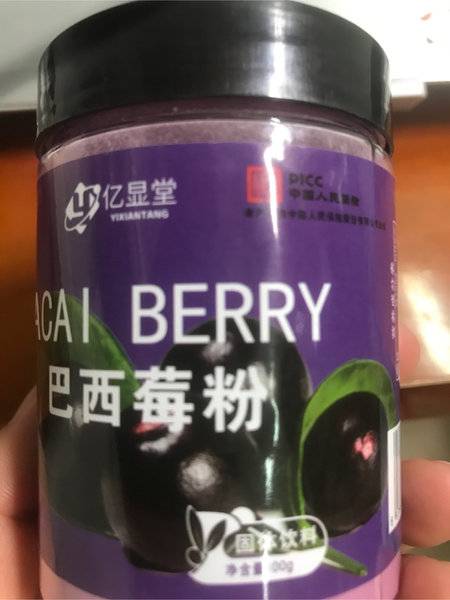 亿显堂
YIXIANTANG
PICC
中国人民保险
ACAI BERRY
巴西莓粉
固体饮料
净含量